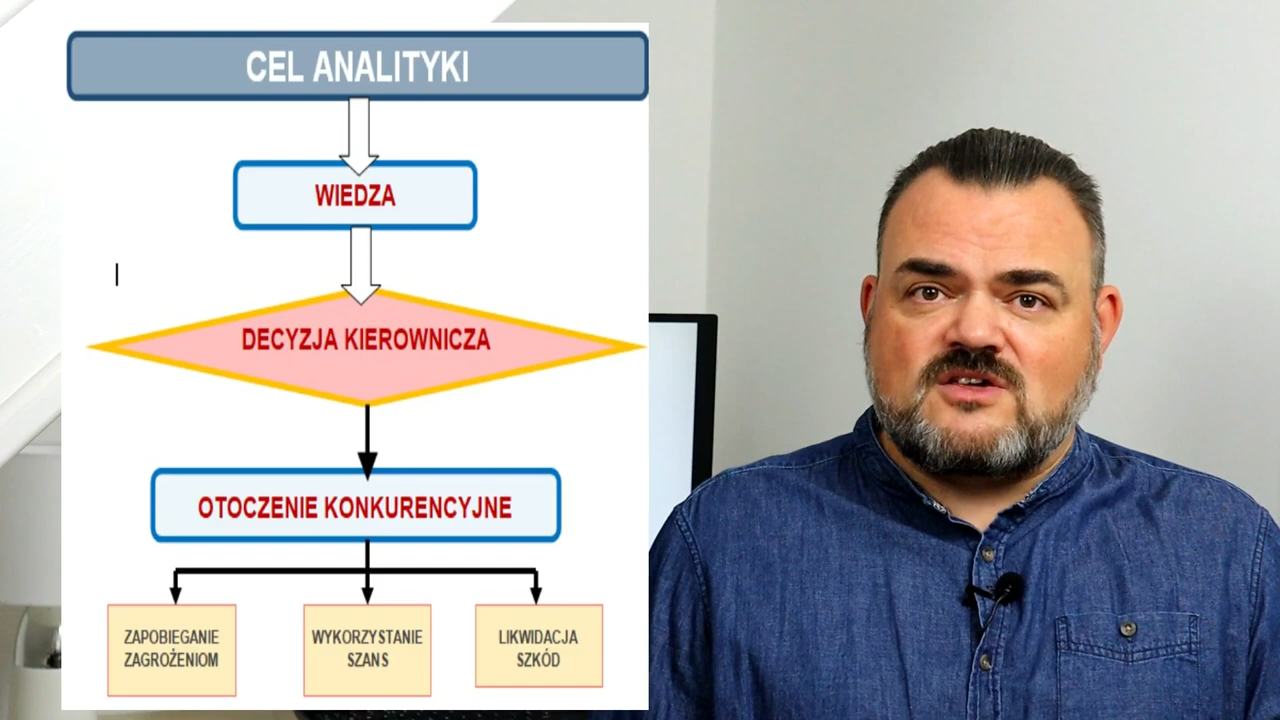 CEL ANALITYKI
WIEDZA
DECYZJA KIEROWNICZA
OTOCZENIE KONKURENCYJNE
ZAPOBIEGANIE
ZAGROŻENIOM
WYKORZYSTANIE
SZANS
LIKWIDACJA
SZKÓD